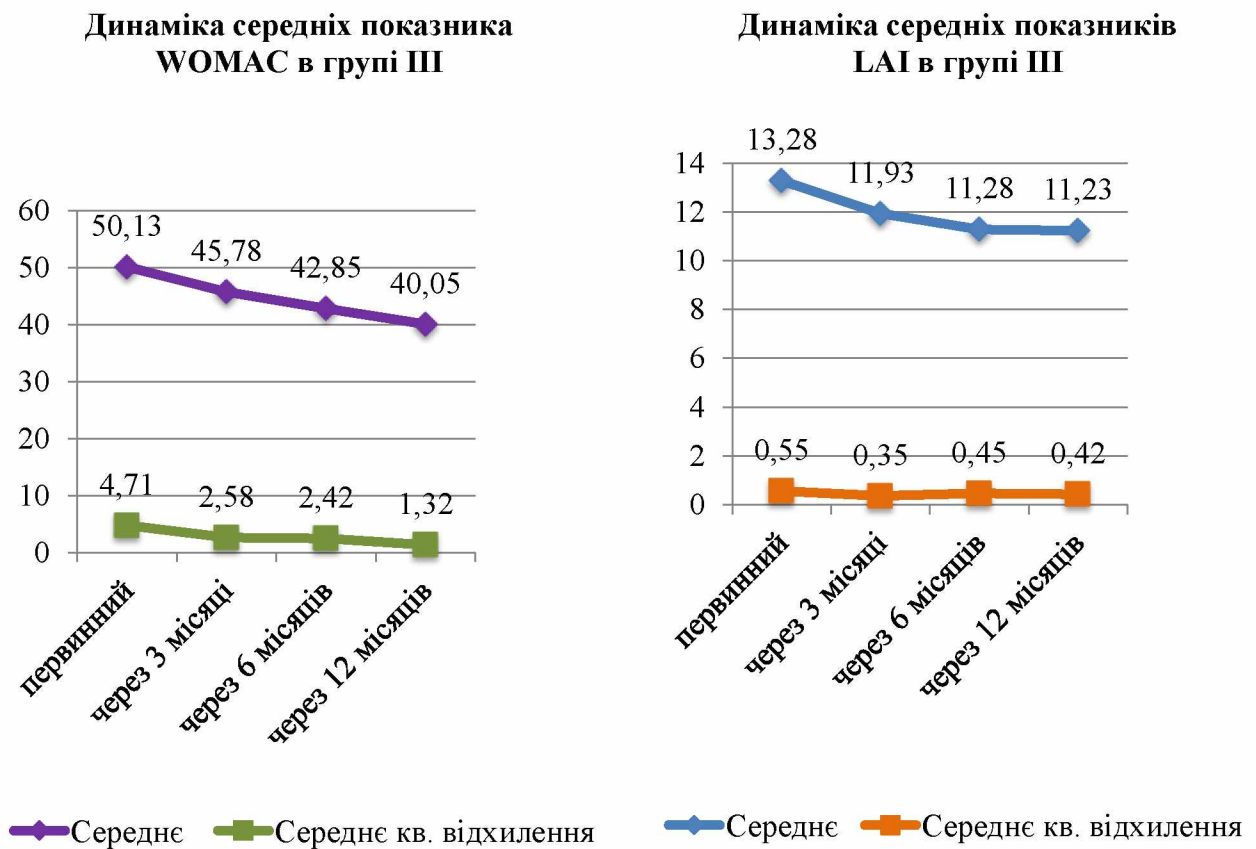 Динаміка середніх показника
WOMAC в групі III
60
50
40
30
20
10
0
50,13
45,78
42,85
40,05
4,71
2,58
2,42
1,32
первинний
через 3 місяці
через 6 місяців
через 12 місяців
Середнє
Середнє кв. відхилення
Динаміка середніх показників
LAI в групі III
14
12
10
8
6
4
2
0
13,28
11,93
11,28
11,23
0,55
0,35
0,45
0,42
первинний
через 3 місяці
через 6 місяців
через 12 місяців
Середнє
Середнє кв. відхилення